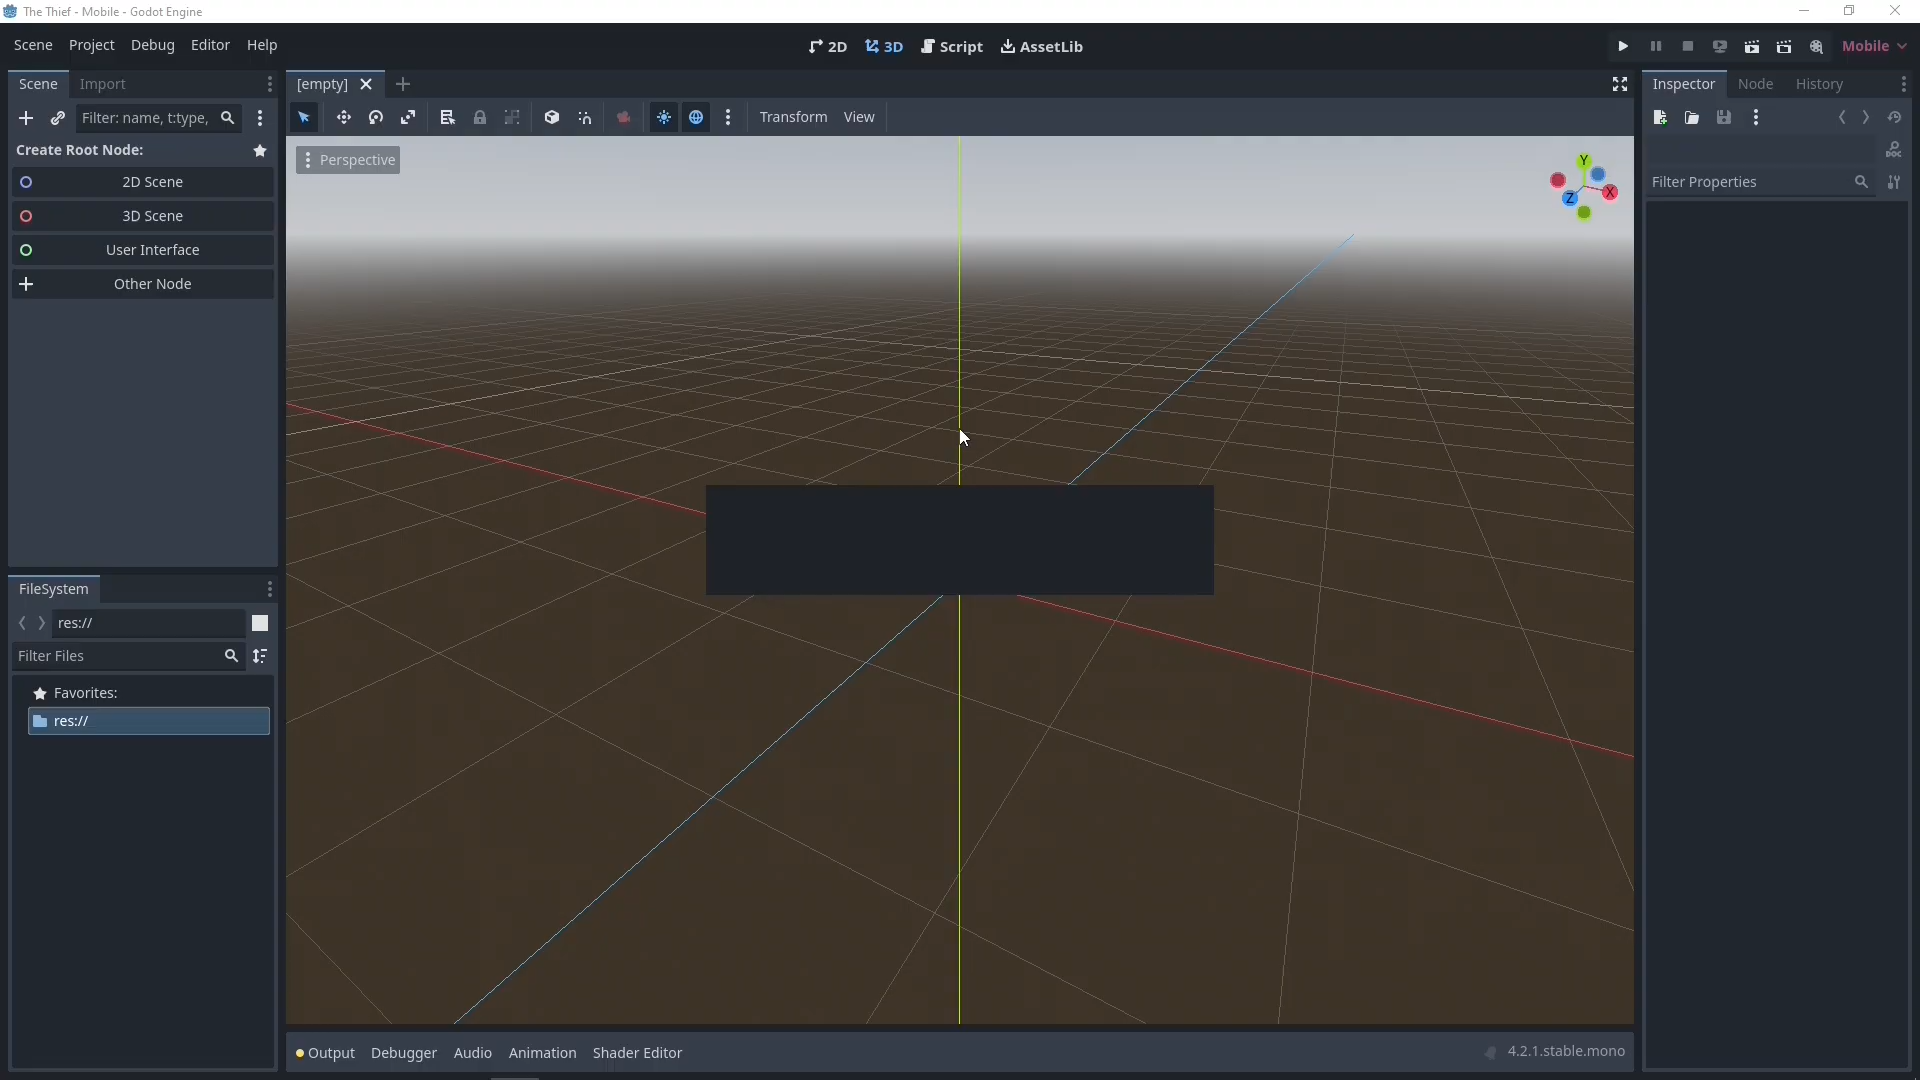 The Thief - Mobile - Godot Engine
Scene Project Debug Editor Help
2D 3D Script AssetLib
Mobile
Scene Import
[empty]
Inspector Node History
Filter: name, t:type,
Transform View
Create Root Node:
Perspective
2D Scene
3D Scene
User Interface
Other Node
Y
X
Z
DOC
Filter Properties
FileSystem
res://
Filter Files
Favorites:
res://
Output Debugger Audio Animation Shader Editor
4.2.1.stable.mono